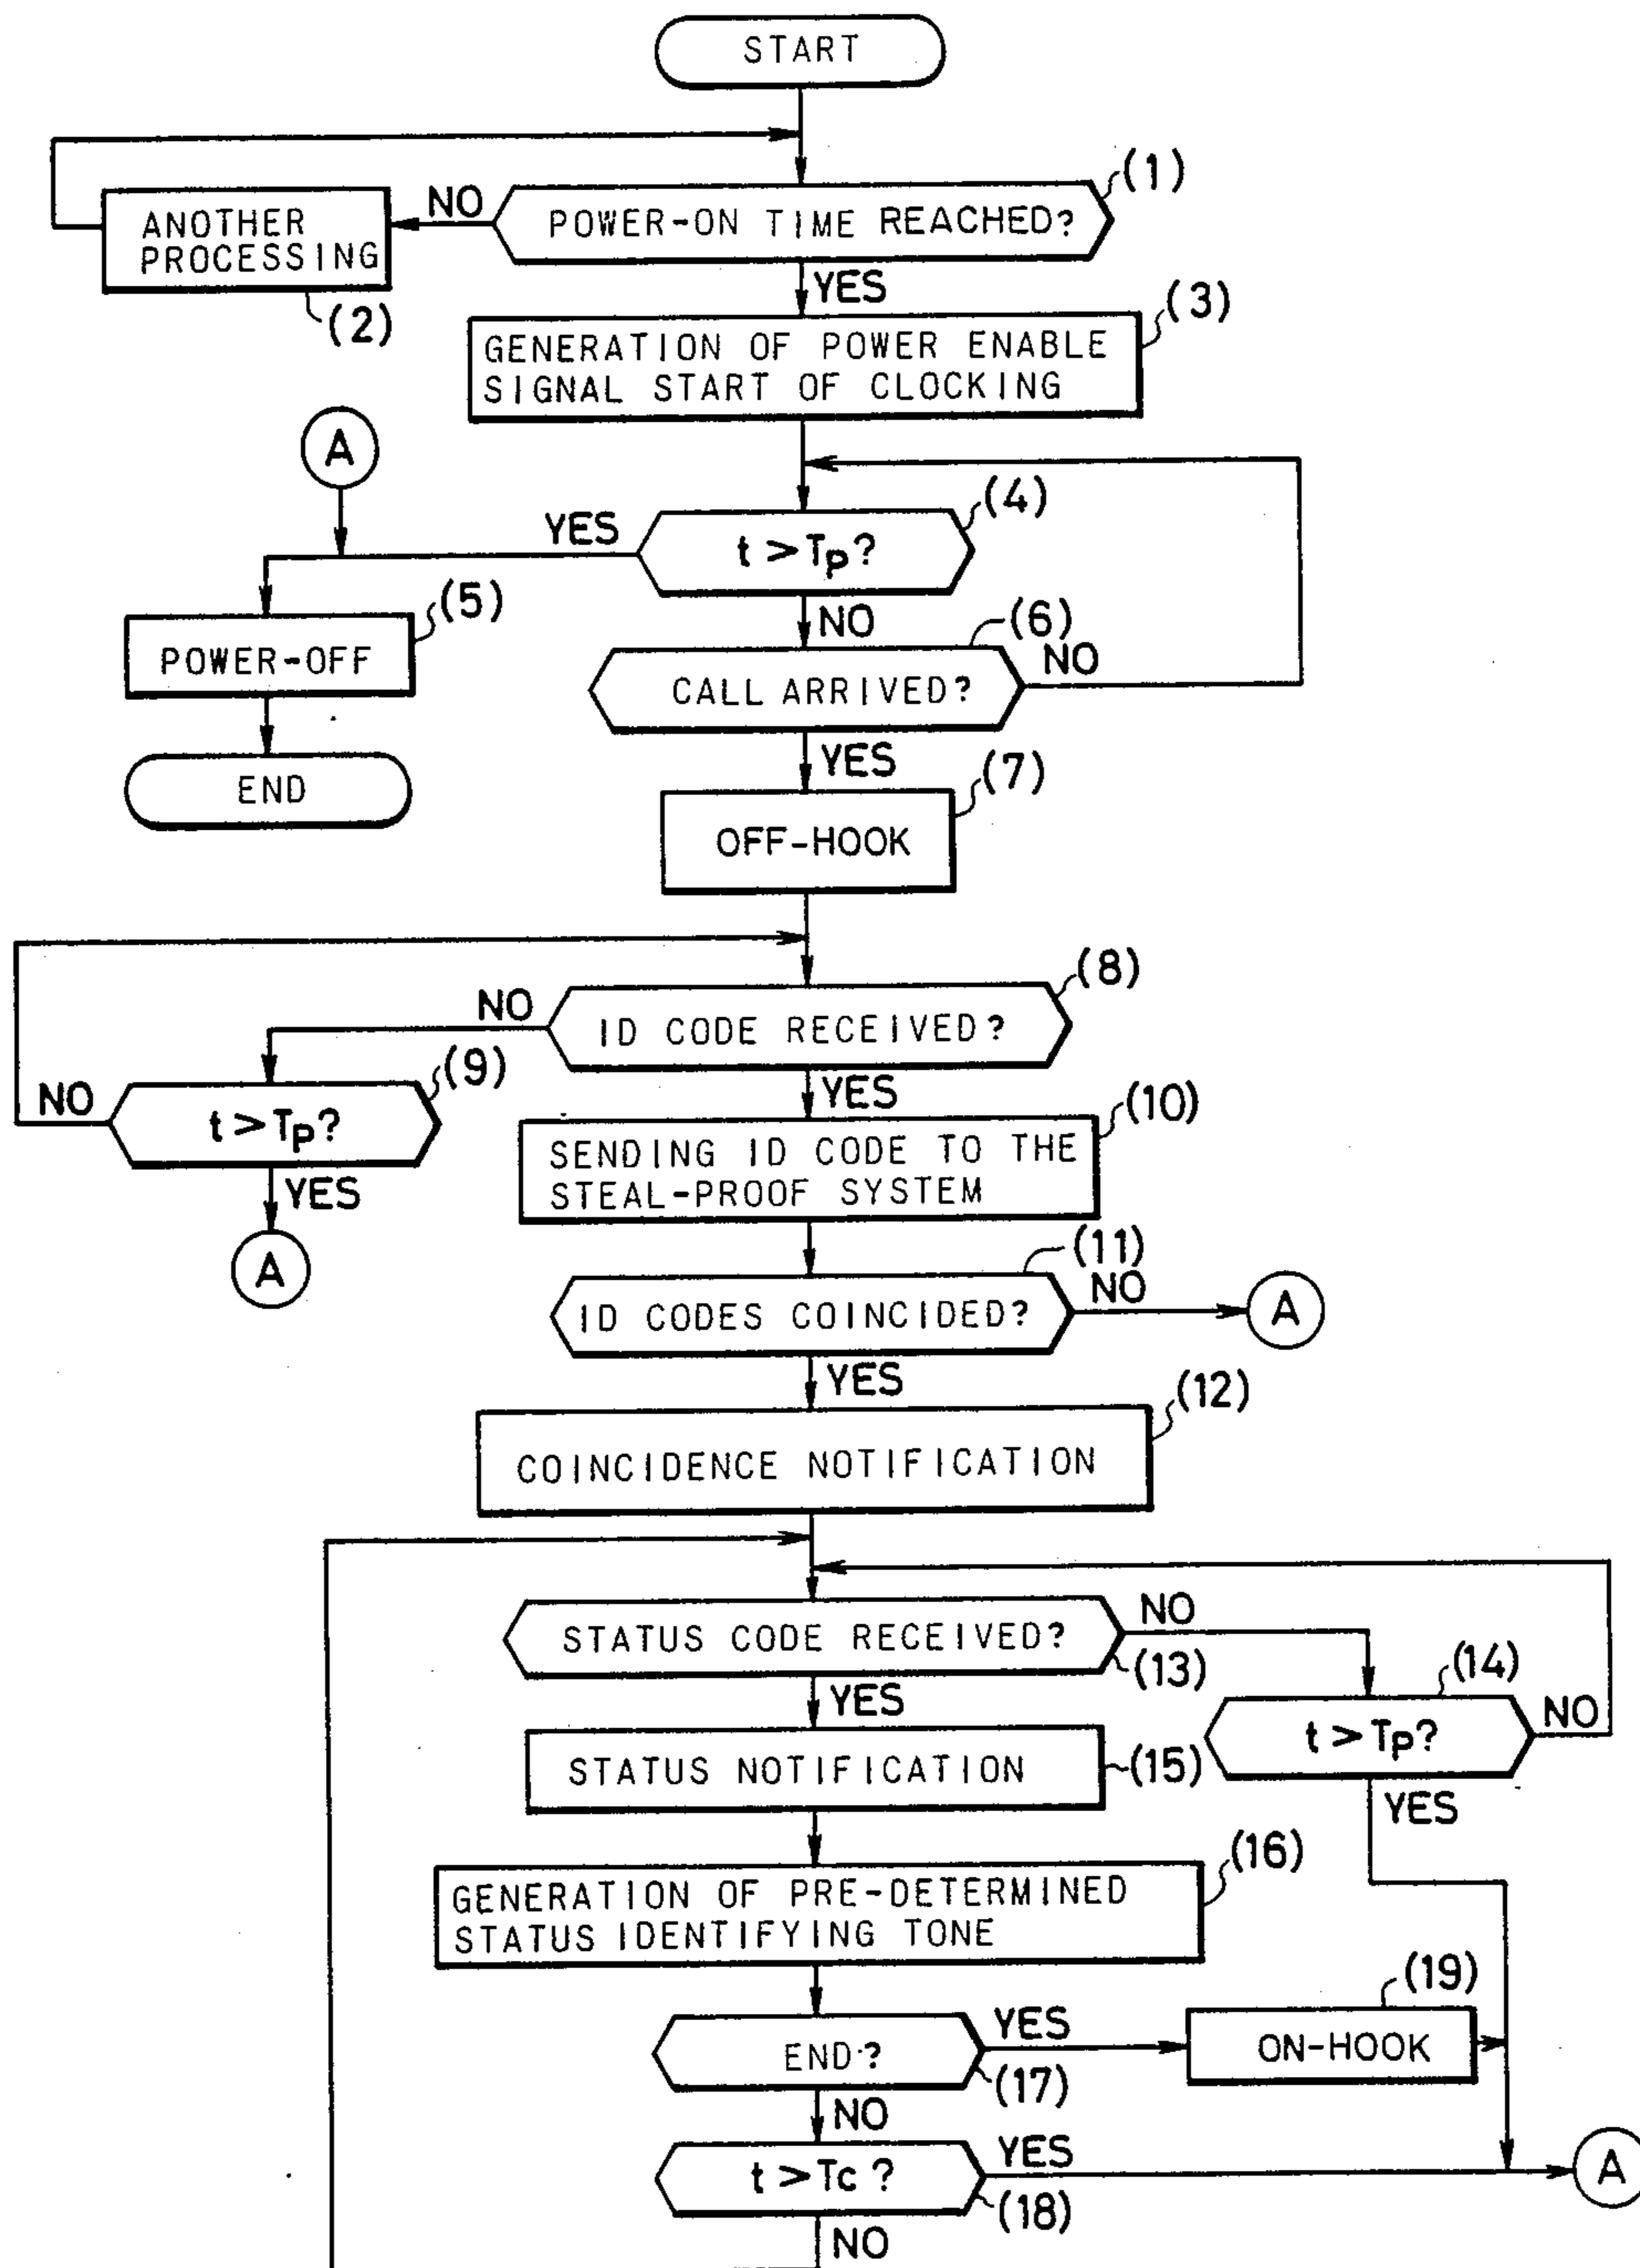 START
(1)
NO
POWER-ON TIME REACHED?
ANOTHER
PROCESSING
(2)
YES
(3)
GENERATION OF POWER ENABLE
SIGNAL START OF CLOCKING
A
(4)
YES
t > Tp?
(5)
NO
(6)
POWER-OFF
CALL ARRIVED?
NO
YES
(7)
END
OFF-HOOK
(8)
NO
ID CODE RECEIVED?
(9)
NO
t > Tp?
YES
(10)
SENDING ID CODE TO THE
STEAL-PROOF SYSTEM
YES
A
(11)
ID CODES COINCIDED?
NO
A
YES
(12)
COINCIDENCE NOTIFICATION
STATUS CODE RECEIVED?
NO
(13)
(14)
YES
t > Tp?
NO
STATUS NOTIFICATION
(15)
YES
(16)
GENERATION OF PRE-DETERMINED
STATUS IDENTIFYING TONE
(19)
END?
YES
ON-HOOK
(17)
NO
t > Tc ?
YES
A
(18)
NO